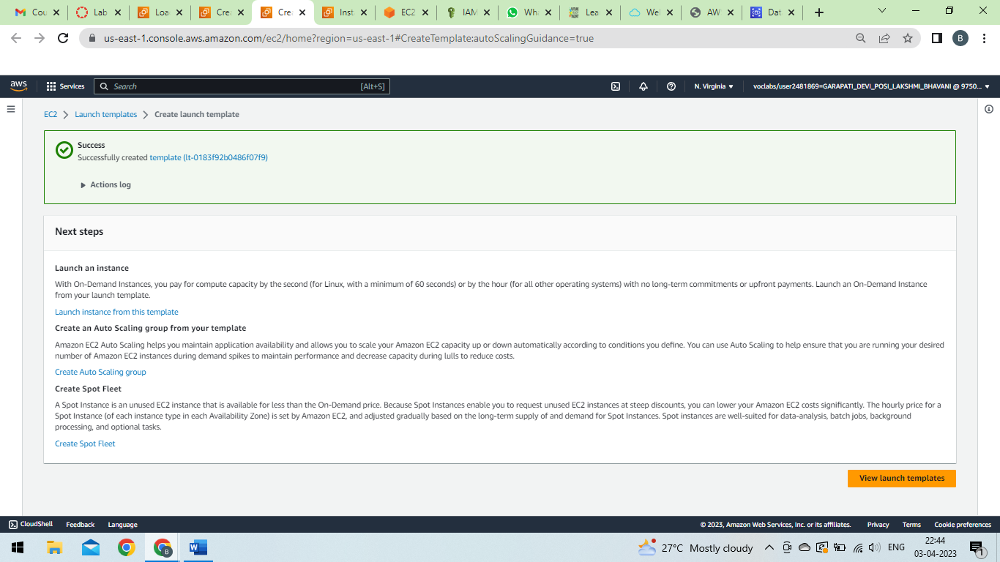 Cou
Lab
Loa
Crea
Crea
Inst
EC2
IAM
Wha
Lea
Wel
AW
Dat
us-east-1.console.aws.amazon.com/ec2/home?region=us-east-1#CreateTemplate:autoScalingGuidance=true
B
aws
Services
Search
[Alt+S]
N. Virginia
voclabs/user2481869=GARAPATI_DEVI_POSI_LAKSHMI_BHAVANI @ 9750...
EC2 > Launch templates > Create launch template
Success
Successfully created template (lt-0183f92b0486f07f9)
Actions log
Next steps
Launch an instance
With On-Demand Instances, you pay for compute capacity by the second (for Linux, with a minimum of 60 seconds) or by the hour (for all other operating systems) with no long-term commitments or upfront payments. Launch an On-Demand Instance
from your launch template.
Launch instance from this template
Create an Auto Scaling group from your template
Amazon EC2 Auto Scaling helps you maintain application availability and allows you to scale your Amazon EC2 capacity up or down automatically according to conditions you define. You can use Auto Scaling to help ensure that you are running your desired
number of Amazon EC2 instances during demand spikes to maintain performance and decrease capacity during lulls to reduce costs.
Create Auto Scaling group
Create Spot Fleet
A Spot Instance is an unused EC2 instance that is available for less than the On-Demand price. Because Spot Instances enable you to request unused EC2 instances at steep discounts, you can lower your Amazon EC2 costs significantly. The hourly price for a
Spot Instance (of each instance type in each Availability Zone) is set by Amazon EC2, and adjusted gradually based on the long-term supply of and demand for Spot Instances. Spot instances are well-suited for data-analysis, batch jobs, background
processing, and optional tasks.
Create Spot Fleet
View launch templates
CloudShell
Feedback
Language
© 2023, Amazon Web Services, Inc. or its affiliates.
Privacy
Terms
Cookie preferences
27°C Mostly cloudy
ENG
22:44
03-04-2023
1